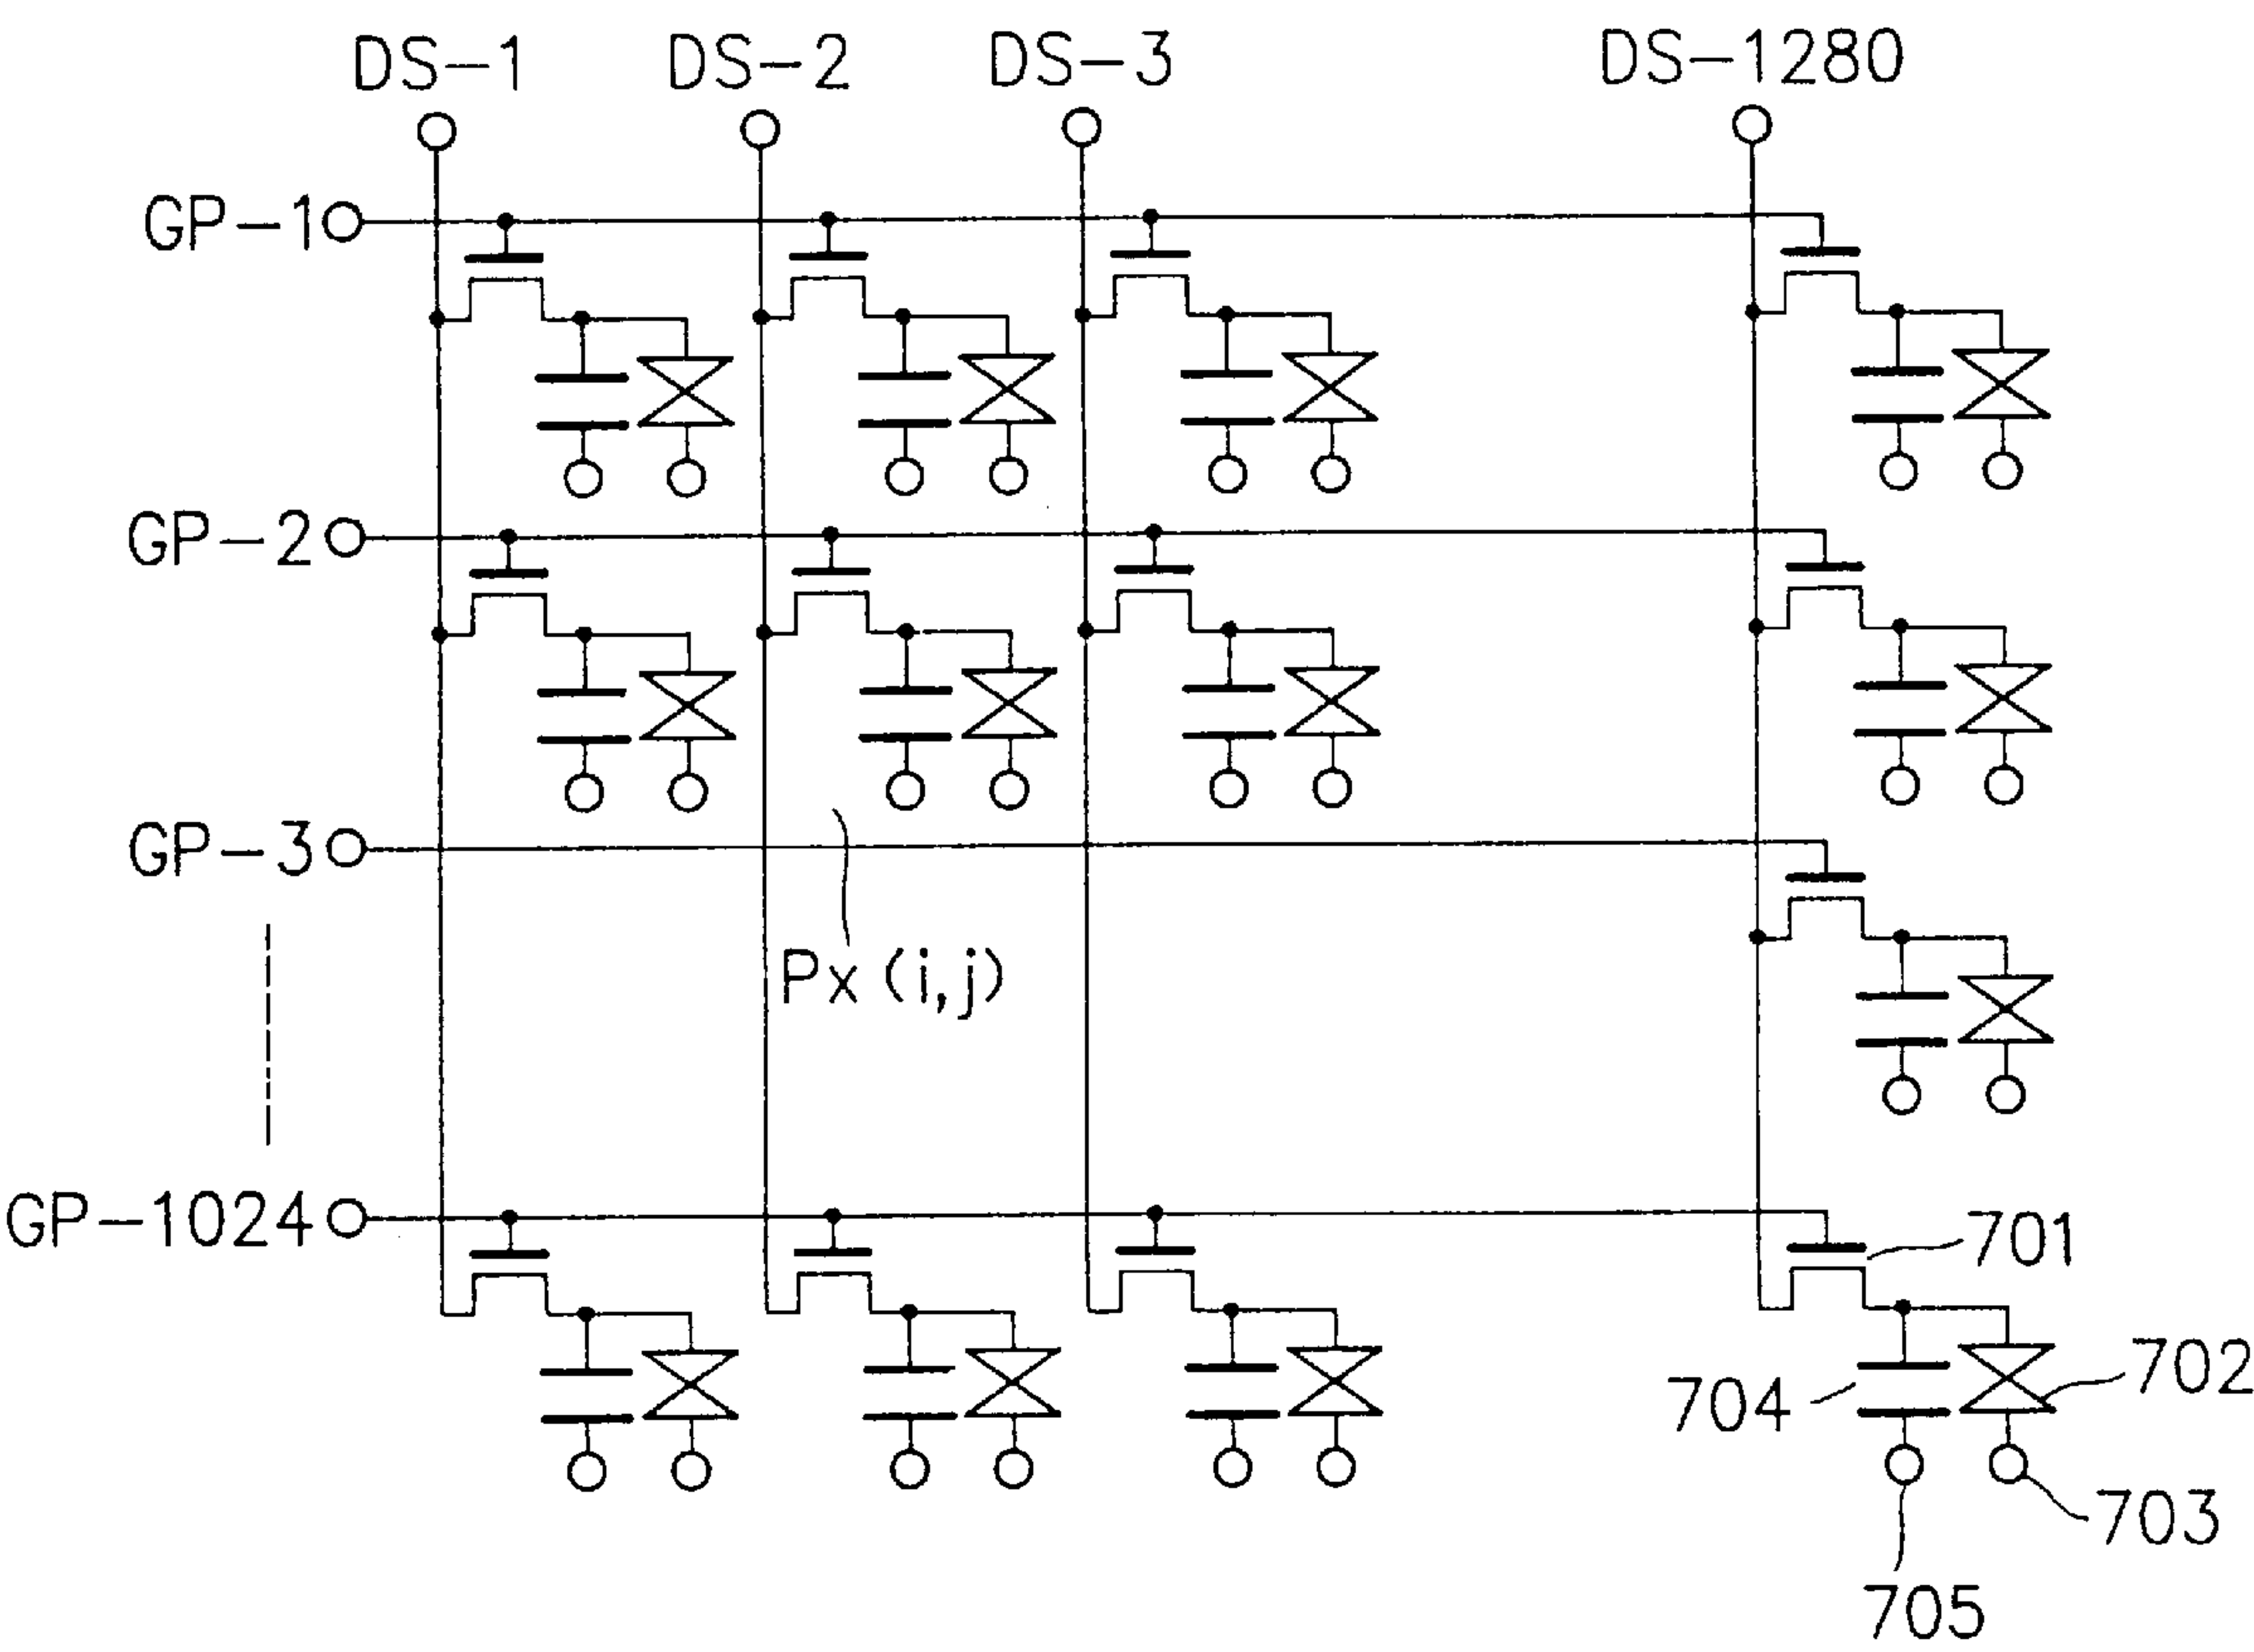 DS-1
DS-2
DS-3
DS-1280
GP-1
GP-2
GP-3
Px(i,j)
GP-1024
701
702
704
703
705